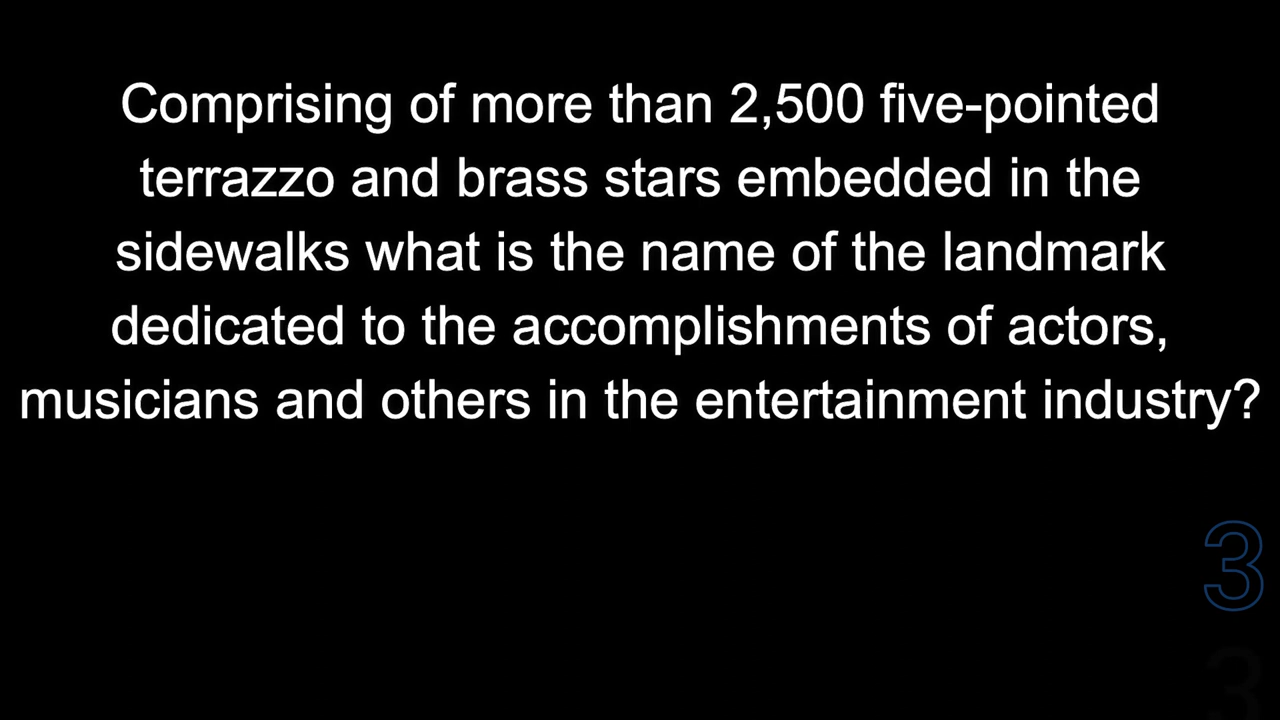 Comprising of more than 2,500 five-pointed
terrazzo and brass stars embedded in the
sidewalks what is the name of the landmark
dedicated to the accomplishments of actors,
musicians and others in the entertainment industry?
3
3